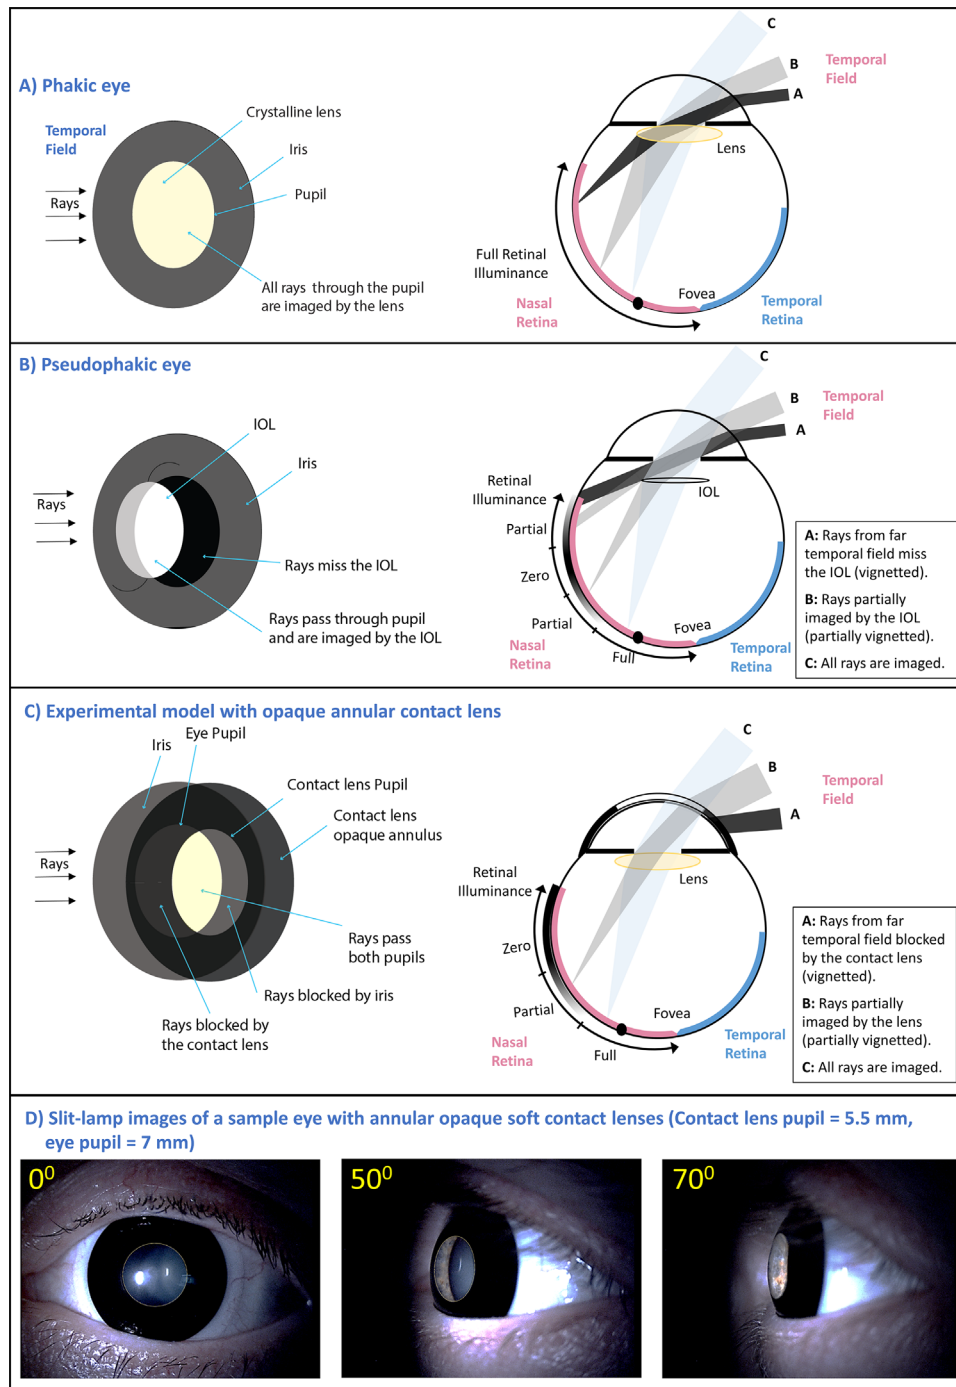 A) Phakic eye
Temporal
Field
Rays
Crystalline lens
Iris
Pupil
All rays through the pupil
are imaged by the lens
C
B
A
Temporal
Field
Lens
Full Retinal
Illuminance
Nasal
Retina
Fovea
Temporal
Retina
B) Pseudophakic eye
Rays
IOL
Iris
Rays miss the IOL
Rays pass through pupil
and are imaged by the IOL
C
B
A
Temporal
Field
IOL
Retinal
Illuminance
Partial
Zero
Partial
Full
Nasal
Retina
Fovea
Temporal
Retina
A: Rays from far
temporal field miss
the IOL (vignetted).
B: Rays partially
imaged by the IOL
(partially vignetted).
C: All rays are imaged.
C) Experimental model with opaque annular contact lens
Iris
Eye Pupil
Contact lens Pupil
Contact lens
opaque annulus
Rays
Rays pass
both pupils
Rays blocked by iris
Rays blocked by
the contact lens
C
B
A
Temporal
Field
Lens
Retinal
Illuminance
Zero
Partial
Full
Nasal
Retina
Fovea
Temporal
Retina
A: Rays from far
temporal field blocked
by the contact lens
(vignetted).
B: Rays partially
imaged by the lens
(partially vignetted).
C: All rays are imaged.
D) Slit-lamp images of a sample eye with annular opaque soft contact lenses (Contact lens pupil = 5.5 mm,
eye pupil = 7 mm)
0⁰
50⁰
70⁰